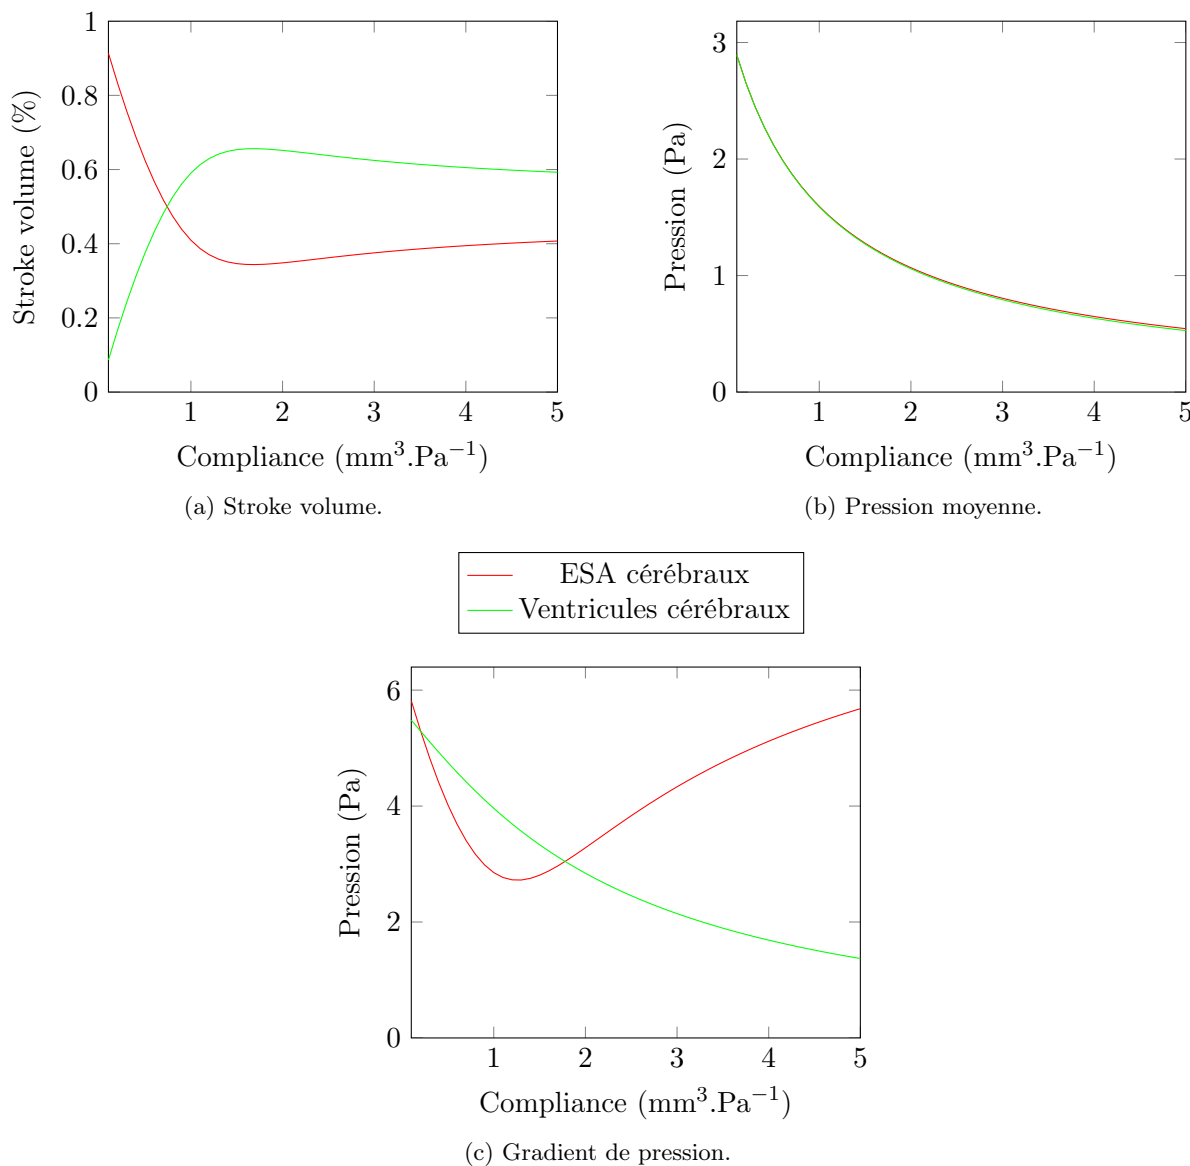 1
0.8
0.6
0.4
0.2
0
Stroke volume (%)
1 2 3 4 5
Compliance (mm³.Pa⁻¹)
(a) Stroke volume.
3
2
1
0
Pression (Pa)
1 2 3 4 5
Compliance (mm³.Pa⁻¹)
(b) Pression moyenne.
ESA cérébraux
Ventricules cérébraux
6
4
2
0
Pression (Pa)
1 2 3 4 5
Compliance (mm³.Pa⁻¹)
(c) Gradient de pression.